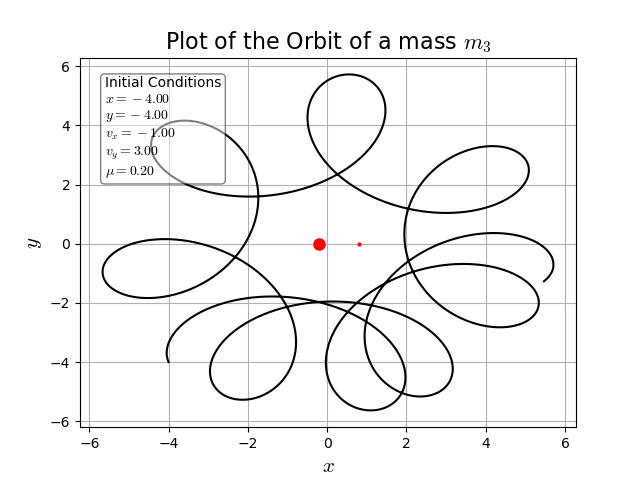 Plot of the Orbit of a mass m₃
Initial Conditions
x = −4.00
y = −4.00
vₓ = −1.00
v_y = 3.00
μ = 0.20
6
4
2
0
−2
−4
−6
y
−6 −4 −2 0 2 4 6
x